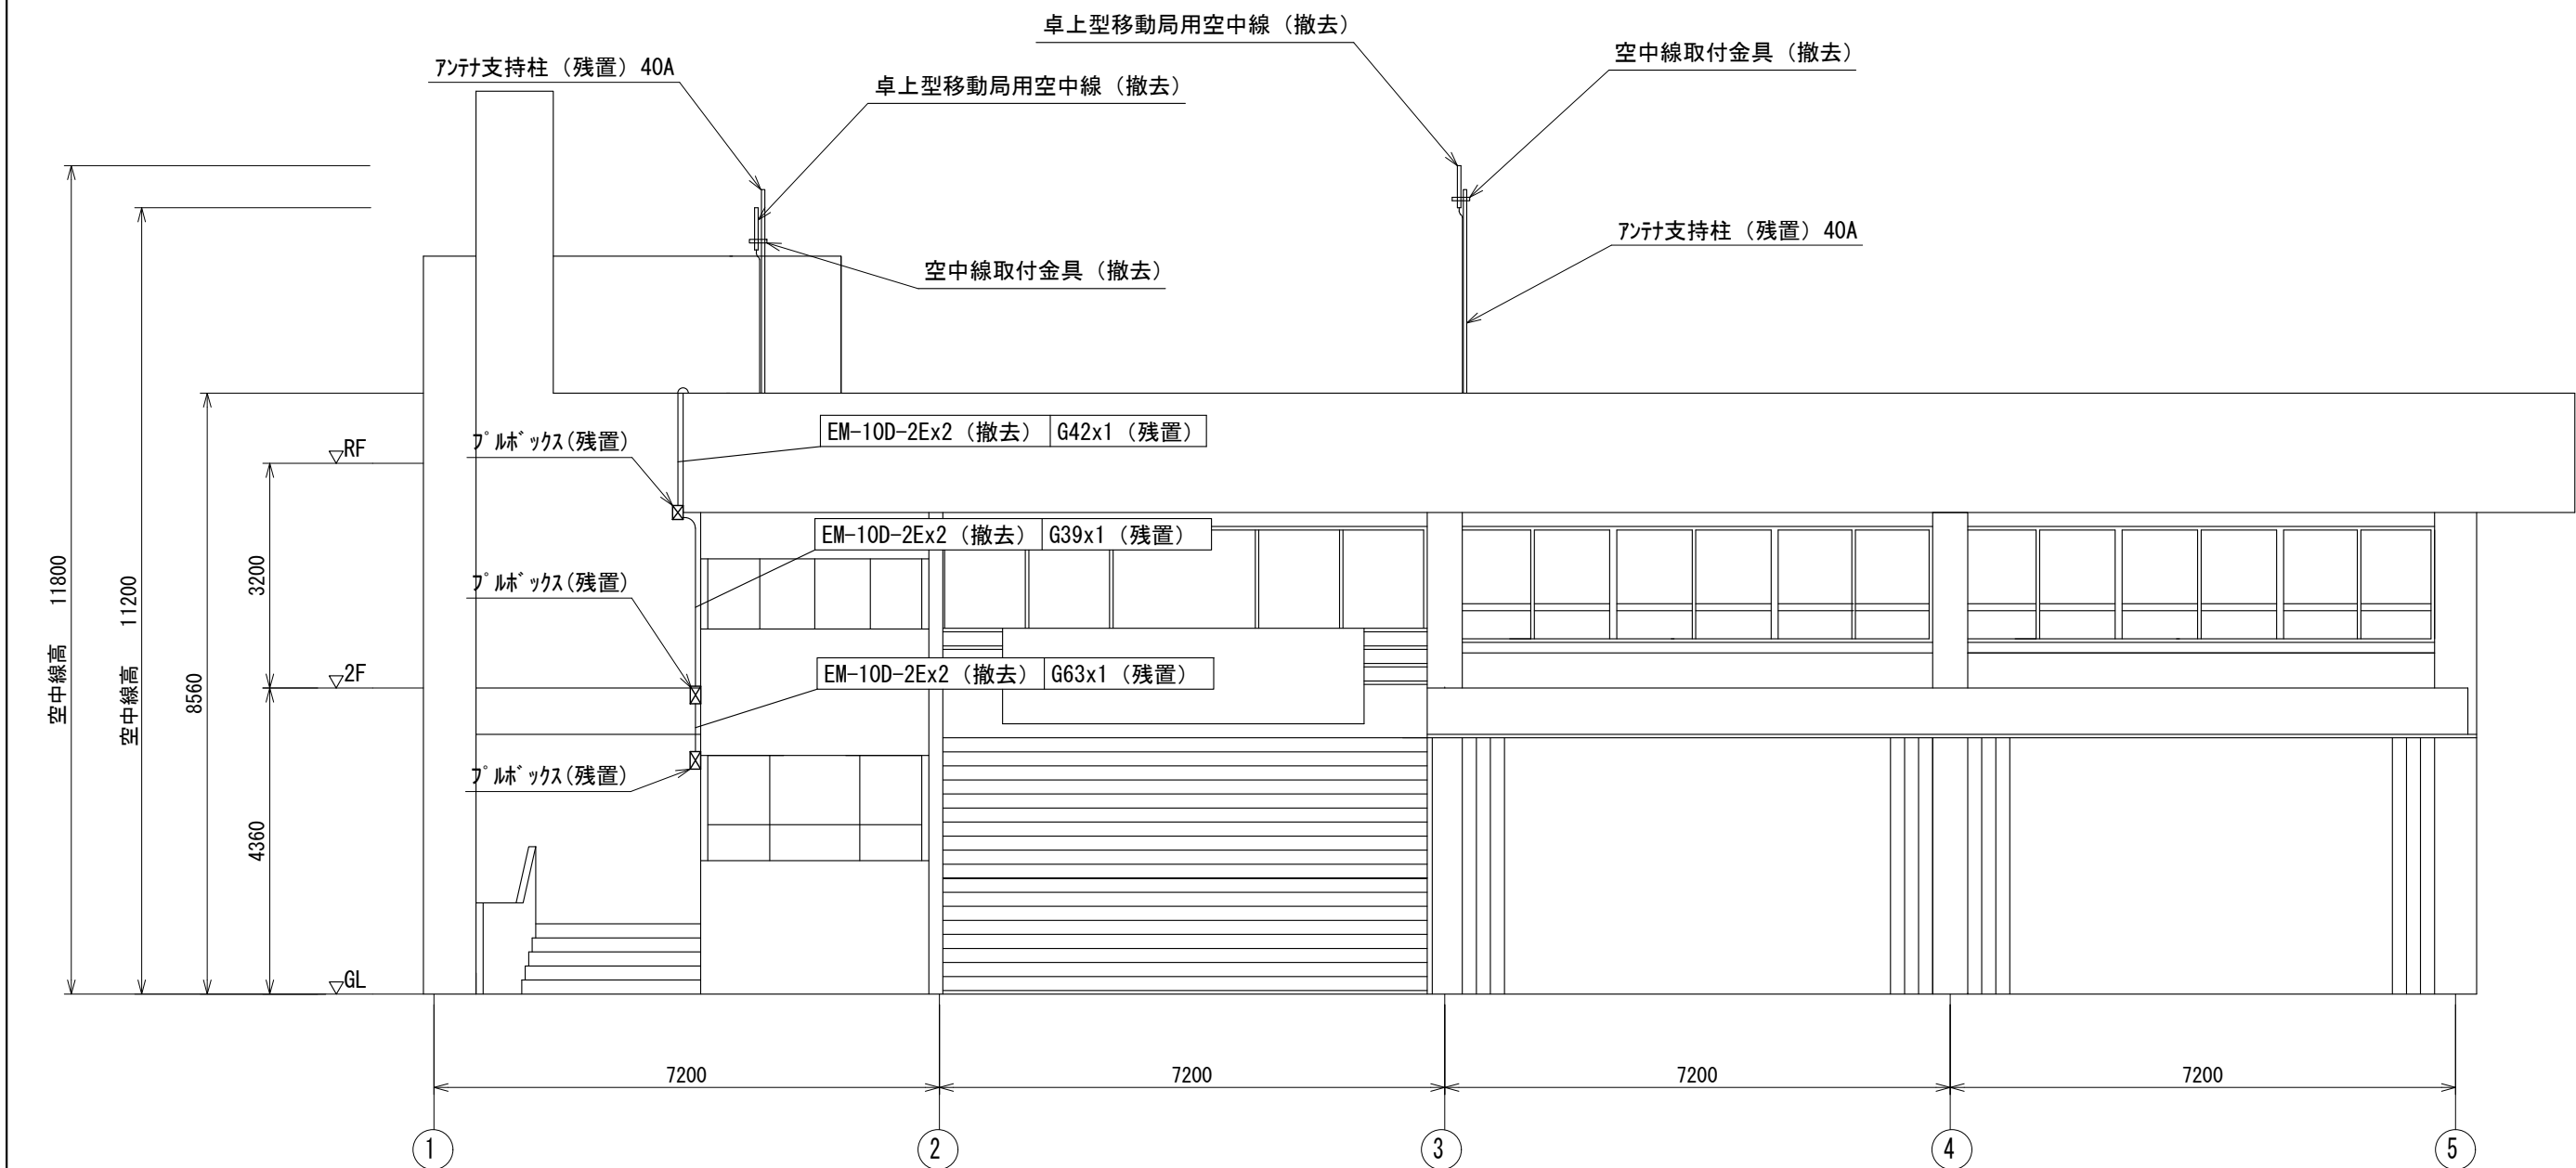 卓上型移動局用空中線（撤去）
空中線取付金具（撤去）
ｱﾝﾃﾅ支持柱（残置）40A
卓上型移動局用空中線（撤去）
ｱﾝﾃﾅ支持柱（残置）40A
空中線取付金具（撤去）
EM-10D-2Ex2（撤去） G42x1（残置）
ﾌﾟﾙﾎﾞｯｸｽ(残置)
▽RF
EM-10D-2Ex2（撤去） G39x1（残置）
ﾌﾟﾙﾎﾞｯｸｽ(残置)
空中線高 11800
空中線高 11200
8560
3200
▽2F
EM-10D-2Ex2（撤去） G63x1（残置）
ﾌﾟﾙﾎﾞｯｸｽ(残置)
4360
▽GL
7200 7200 7200 7200
1 2 3 4 5